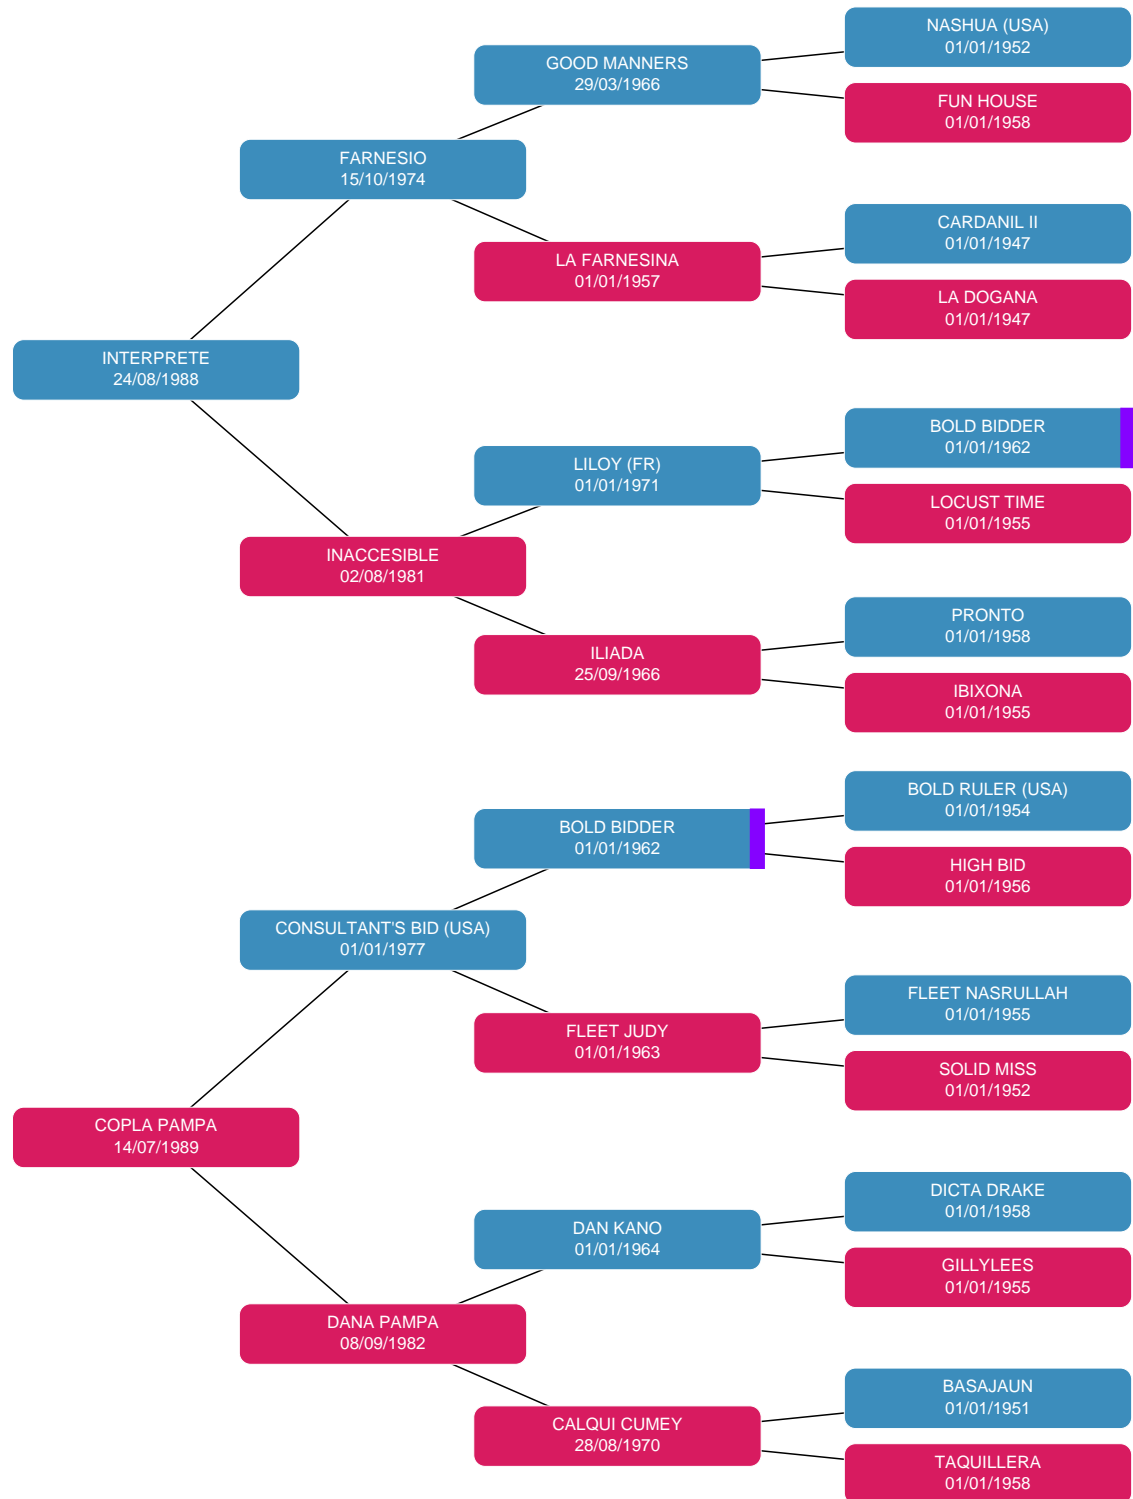 NASHUA (USA)
01/01/1952
GOOD MANNERS
29/03/1966
FUN HOUSE
01/01/1958
FARNESIO
15/10/1974
CARDANIL II
01/01/1947
LA FARNESINA
01/01/1957
LA DOGANA
01/01/1947
INTERPRETE
24/08/1988
BOLD BIDDER
01/01/1962
LILOY (FR)
01/01/1971
LOCUST TIME
01/01/1955
INACCESIBLE
02/08/1981
PRONTO
01/01/1958
ILIADA
25/09/1966
IBIXONA
01/01/1955
BOLD RULER (USA)
01/01/1954
BOLD BIDDER
01/01/1962
HIGH BID
01/01/1956
CONSULTANT'S BID (USA)
01/01/1977
FLEET NASRULLAH
01/01/1955
FLEET JUDY
01/01/1963
SOLID MISS
01/01/1952
COPLA PAMPA
14/07/1989
DICTA DRAKE
01/01/1958
DAN KANO
01/01/1964
GILLYLEES
01/01/1955
DANA PAMPA
08/09/1982
BASAJAUN
01/01/1951
CALQUI CUMEY
28/08/1970
TAQUILLERA
01/01/1958